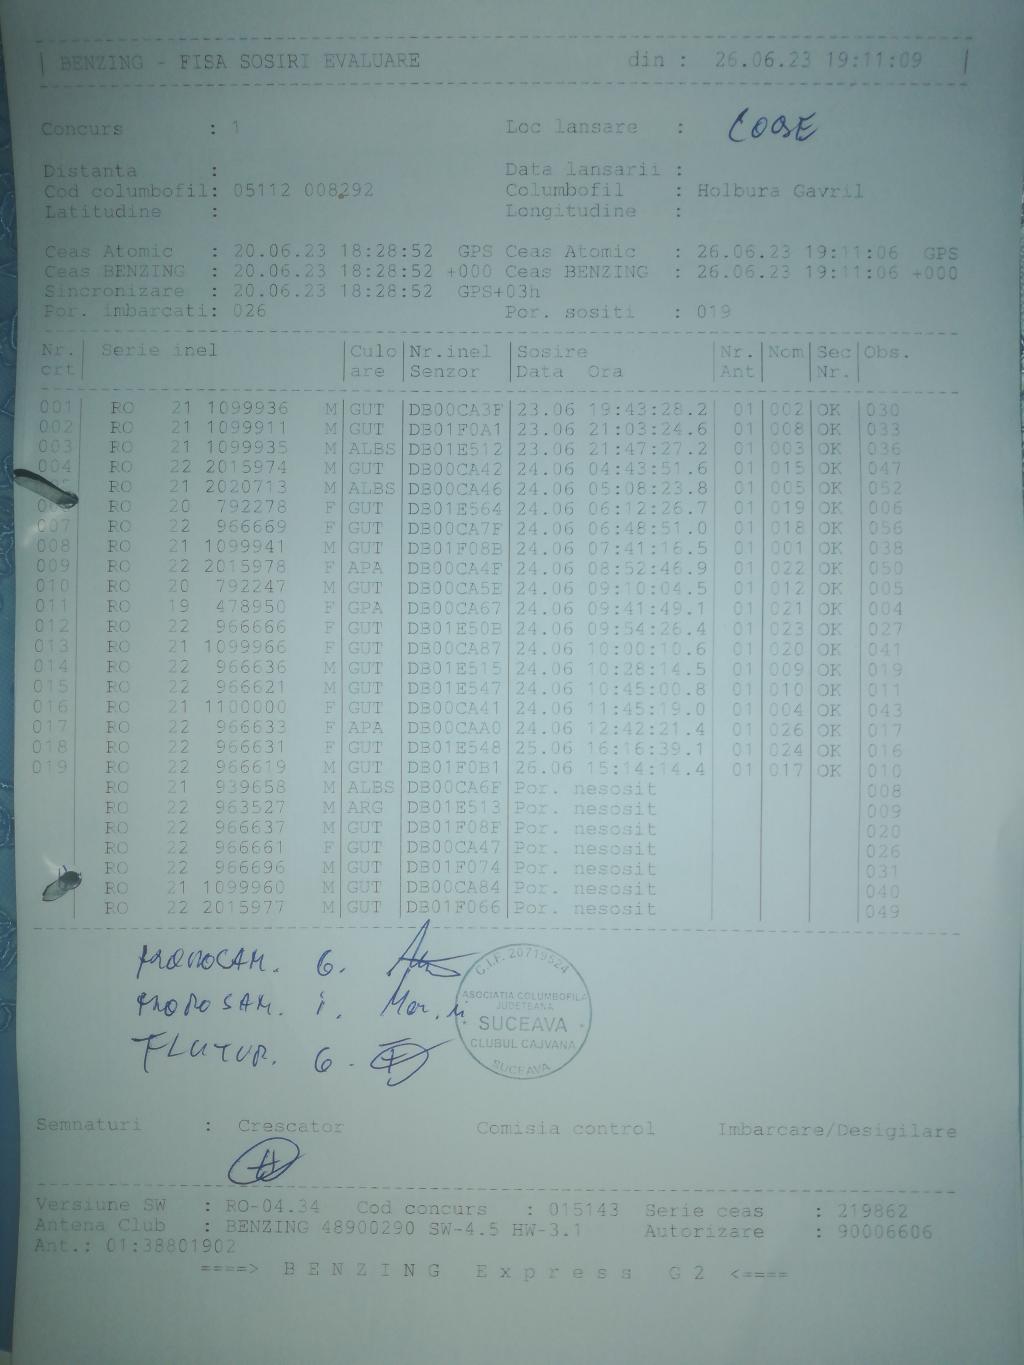 | BENZING - FISA SOSIRI EVALUARE din : 26.06.23 19:11:09 |
Concurs : 1 Loc lansare :
Distanta : Data lansarii :
Cod columbofil: 05112 008292 Columbofil : Holbura Gavril
Latitudine : Longitudine :
Ceas Atomic : 20.06.23 18:28:52 GPS Ceas Atomic : 26.06.23 19:11:06 GPS
Ceas BENZING : 20.06.23 18:28:52 +000 Ceas BENZING : 26.06.23 19:11:06 +000
Sincronizare : 20.06.23 18:28:52 GPS+03h
Por. imbarcati: 026 Por. sositi : 019
Nr. Serie inel Culo Nr.inel Sosire Nr. Nom Sec Obs.
crt are Senzor Data Ora Ant Nr.
001 RO 21 1099936 M GUT DB00CA3F 23.06 19:43:28.2 01 002 OK 030
002 RO 21 1099911 M GUT DB01F0A1 23.06 21:03:24.6 01 008 OK 033
003 RO 21 1099935 M ALBS DB01E512 23.06 21:47:27.2 01 003 OK 036
004 RO 22 2015974 M GUT DB00CA42 24.06 04:43:51.6 01 015 OK 047
RO 21 2020713 M ALBS DB00CA46 24.06 05:08:23.8 01 005 OK 052
RO 20 792278 F GUT DB01E564 24.06 06:12:26.7 01 019 OK 006
007 RO 22 966669 F GUT DB00CA7F 24.06 06:48:51.0 01 018 OK 056
008 RO 21 1099941 M GUT DB01F08B 24.06 07:41:16.5 01 001 OK 038
009 RO 22 2015978 F APA DB00CA4F 24.06 08:52:46.9 01 022 OK 050
010 RO 20 792247 M GUT DB00CA5E 24.06 09:10:04.5 01 012 OK 005
011 RO 19 478950 F GPA DB00CA67 24.06 09:41:49.1 01 021 OK 004
012 RO 22 966666 F GUT DB01E50B 24.06 09:54:26.4 01 023 OK 027
013 RO 21 1099966 F GUT DB00CA87 24.06 10:00:10.6 01 020 OK 041
014 RO 22 966636 M GUT DB01E515 24.06 10:28:14.5 01 009 OK 019
015 RO 22 966621 M GUT DB01E547 24.06 10:45:00.8 01 010 OK 011
016 RO 21 1100000 F GUT DB00CA41 24.06 11:45:19.0 01 004 OK 043
017 RO 22 966633 F APA DB00CAA0 24.06 12:42:21.4 01 026 OK 017
018 RO 22 966631 F GUT DB01E548 25.06 16:16:39.1 01 024 OK 016
019 RO 22 966619 M GUT DB01F0B1 26.06 15:14:14.4 01 017 OK 010
RO 21 939658 M ALBS DB00CA6F Por. nesosit 008
RO 22 963527 M ARG DB01E513 Por. nesosit 009
RO 22 966637 M GUT DB01F08F Por. nesosit 020
RO 22 966661 F GUT DB00CA47 Por. nesosit 026
RO 22 966696 M GUT DB01F074 Por. nesosit 031
RO 21 1099960 M GUT DB00CA84 Por. nesosit 040
RO 22 2015977 M GUT DB01F066 Por. nesosit 049
G.
i.
FLUTUR. G.
C.I.F. 20719524
ASOCIATIA COLUMBOFILA
JUDETEANA
SUCEAVA
CLUBUL CAJVANA
SUCEAVA
Semnaturi : Crescator Comisia control Imbarcare/Desigilare
Versiune SW : RO-04.34 Cod concurs : 015143 Serie ceas : 219862
Antena Club : BENZING 48900290 SW-4.5 HW-3.1 Autorizare : 90006606
Ant.: 01:38801902
====> BENZING Express G2 <====